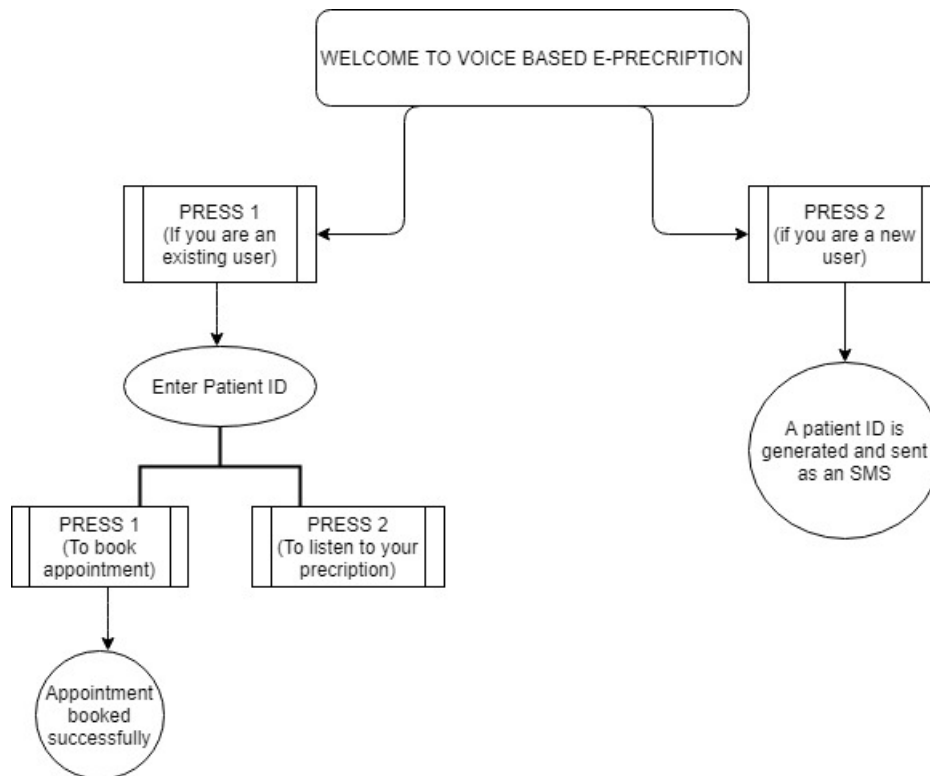 WELCOME TO VOICE BASED E-PRECRIPTION
PRESS 1
(If you are an
existing user)
PRESS 2
(if you are a new
user)
Enter Patient ID
A patient ID is
generated and sent
as an SMS
PRESS 1
(To book
appointment)
PRESS 2
(To listen to your
precription)
Appointment
booked
successfully